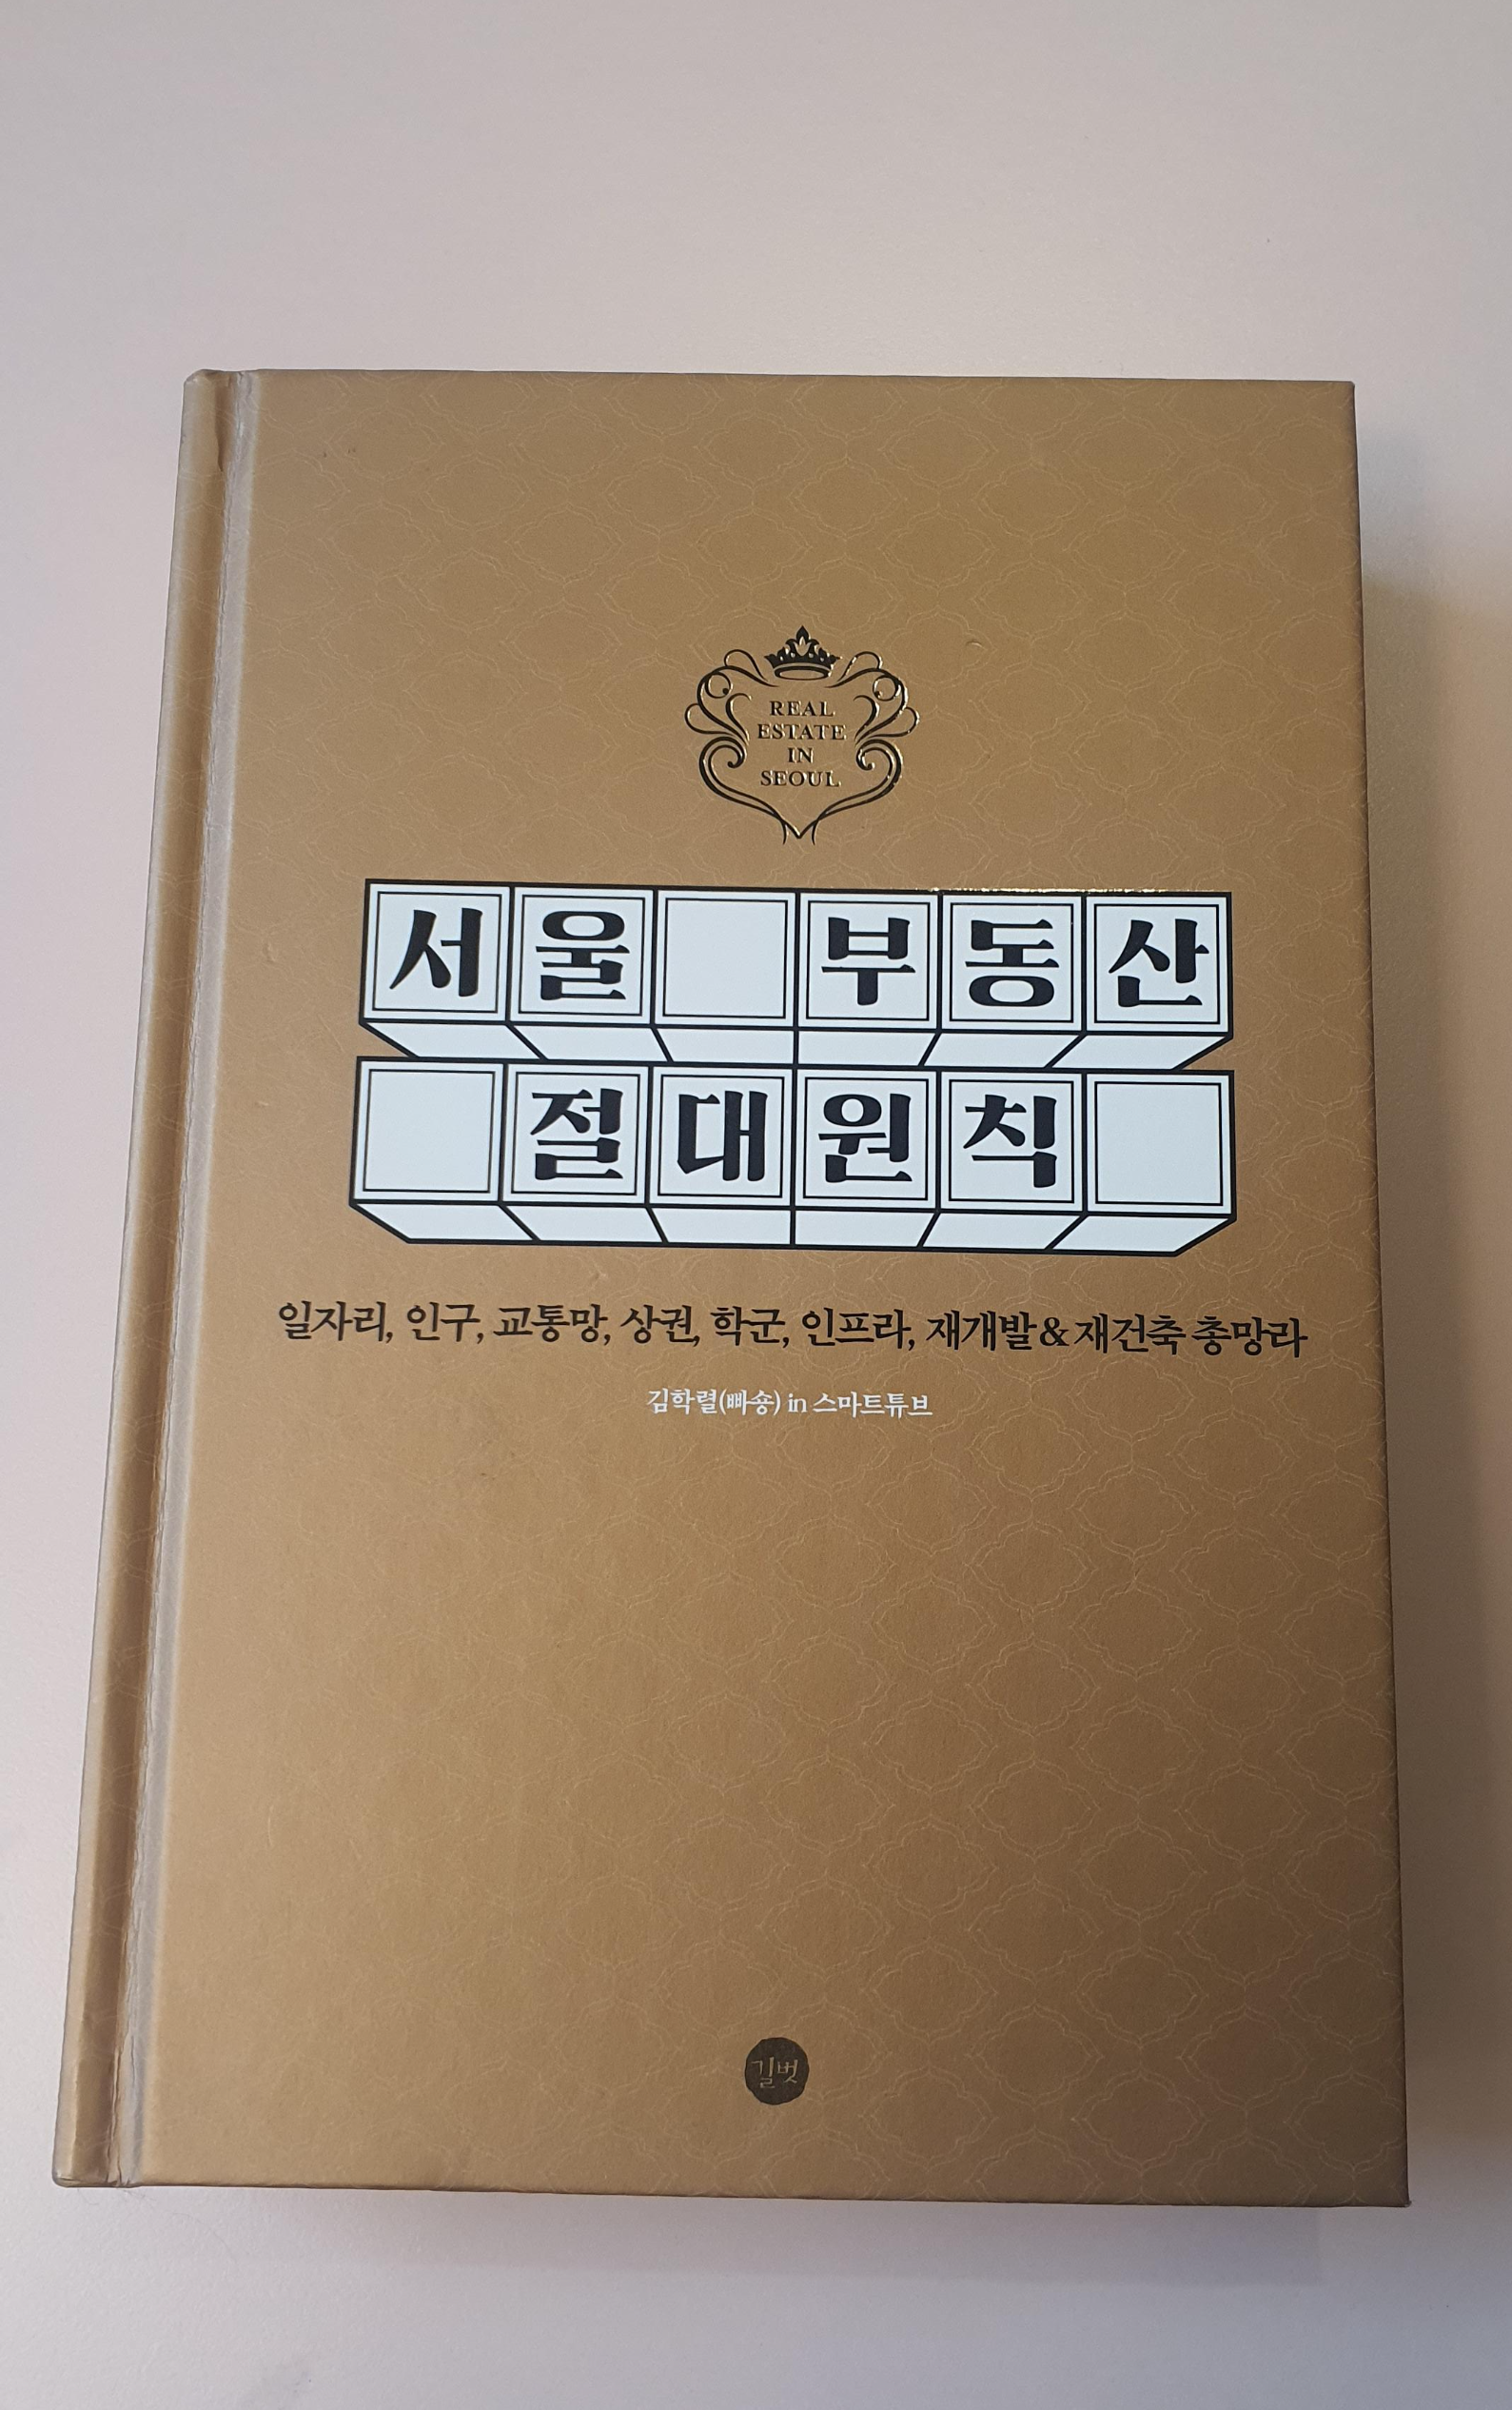 REAL
ESTATE
IN
SEOUL
서울 부동산
절대원칙
일자리, 인구, 교통망, 상권, 학군, 인프라, 재개발&재건축 총망라
김학렬(빠숑) in 스마트튜브
길벗